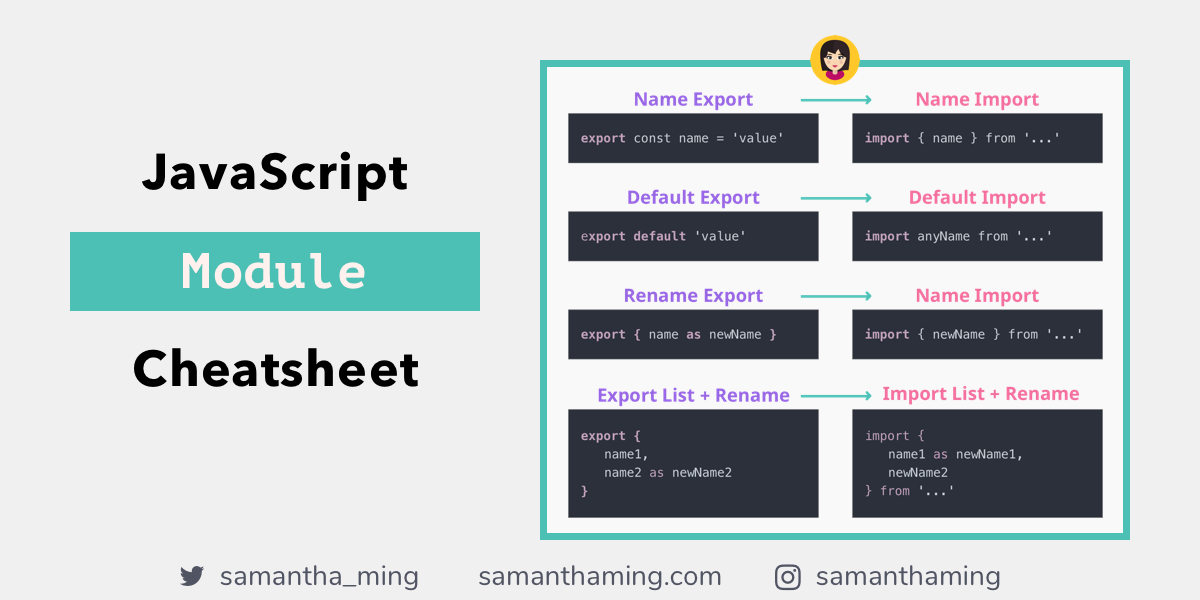 JavaScript
Module
Cheatsheet
Name Export
Name Import
export const name = 'value'
import { name } from '...'
Default Export
Default Import
export default 'value'
import anyName from '...'
Rename Export
Name Import
export { name as newName }
import { newName } from '...'
Export List + Rename
Import List + Rename
export {
name1,
name2 as newName2
}
import {
name1 as newName1,
newName2
} from '...'
samantha_ming
samanthaming.com
samanthaming